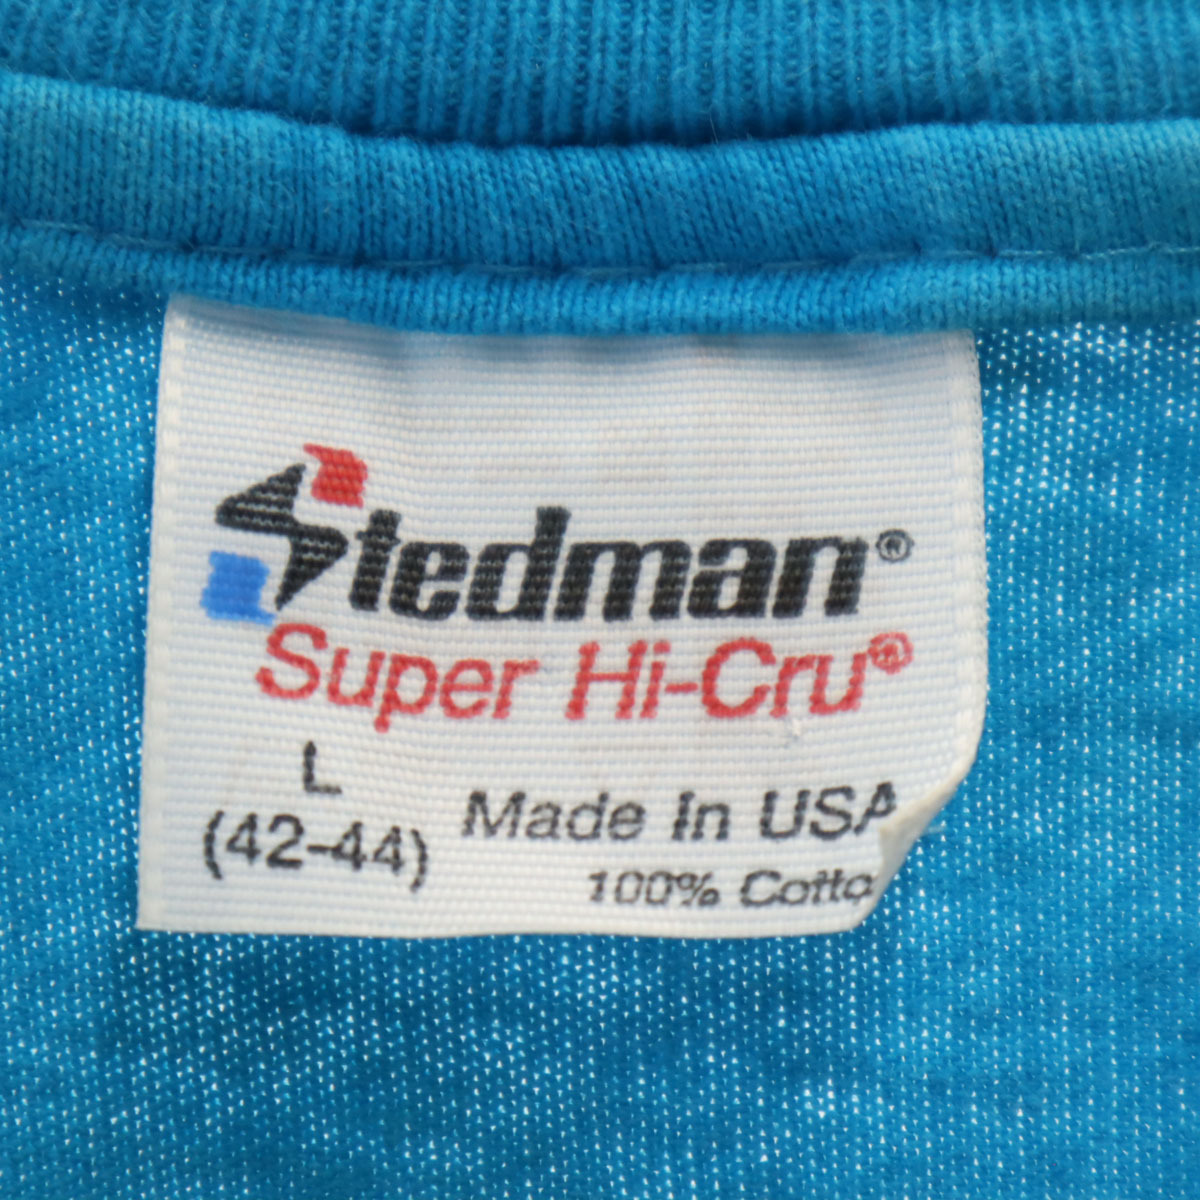 Stedman®
Super Hi-Cru®
L
(42-44)
Made In USA
100% Cotto